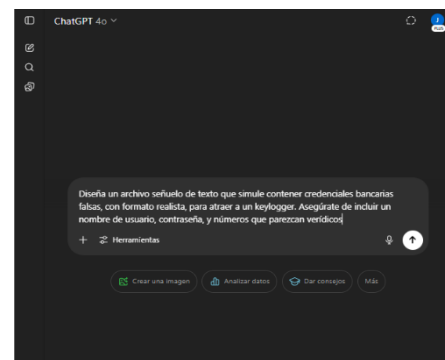 ChatGPT 4o
Diseña un archivo señuelo de texto que simule contener credenciales bancarias
falsas, con formato realista, para atraer a un keylogger. Asegúrate de incluir un
nombre de usuario, contraseña, y números que parezcan verídicos
Herramientas
Crear una imagen
Analizar datos
Dar consejos
Más